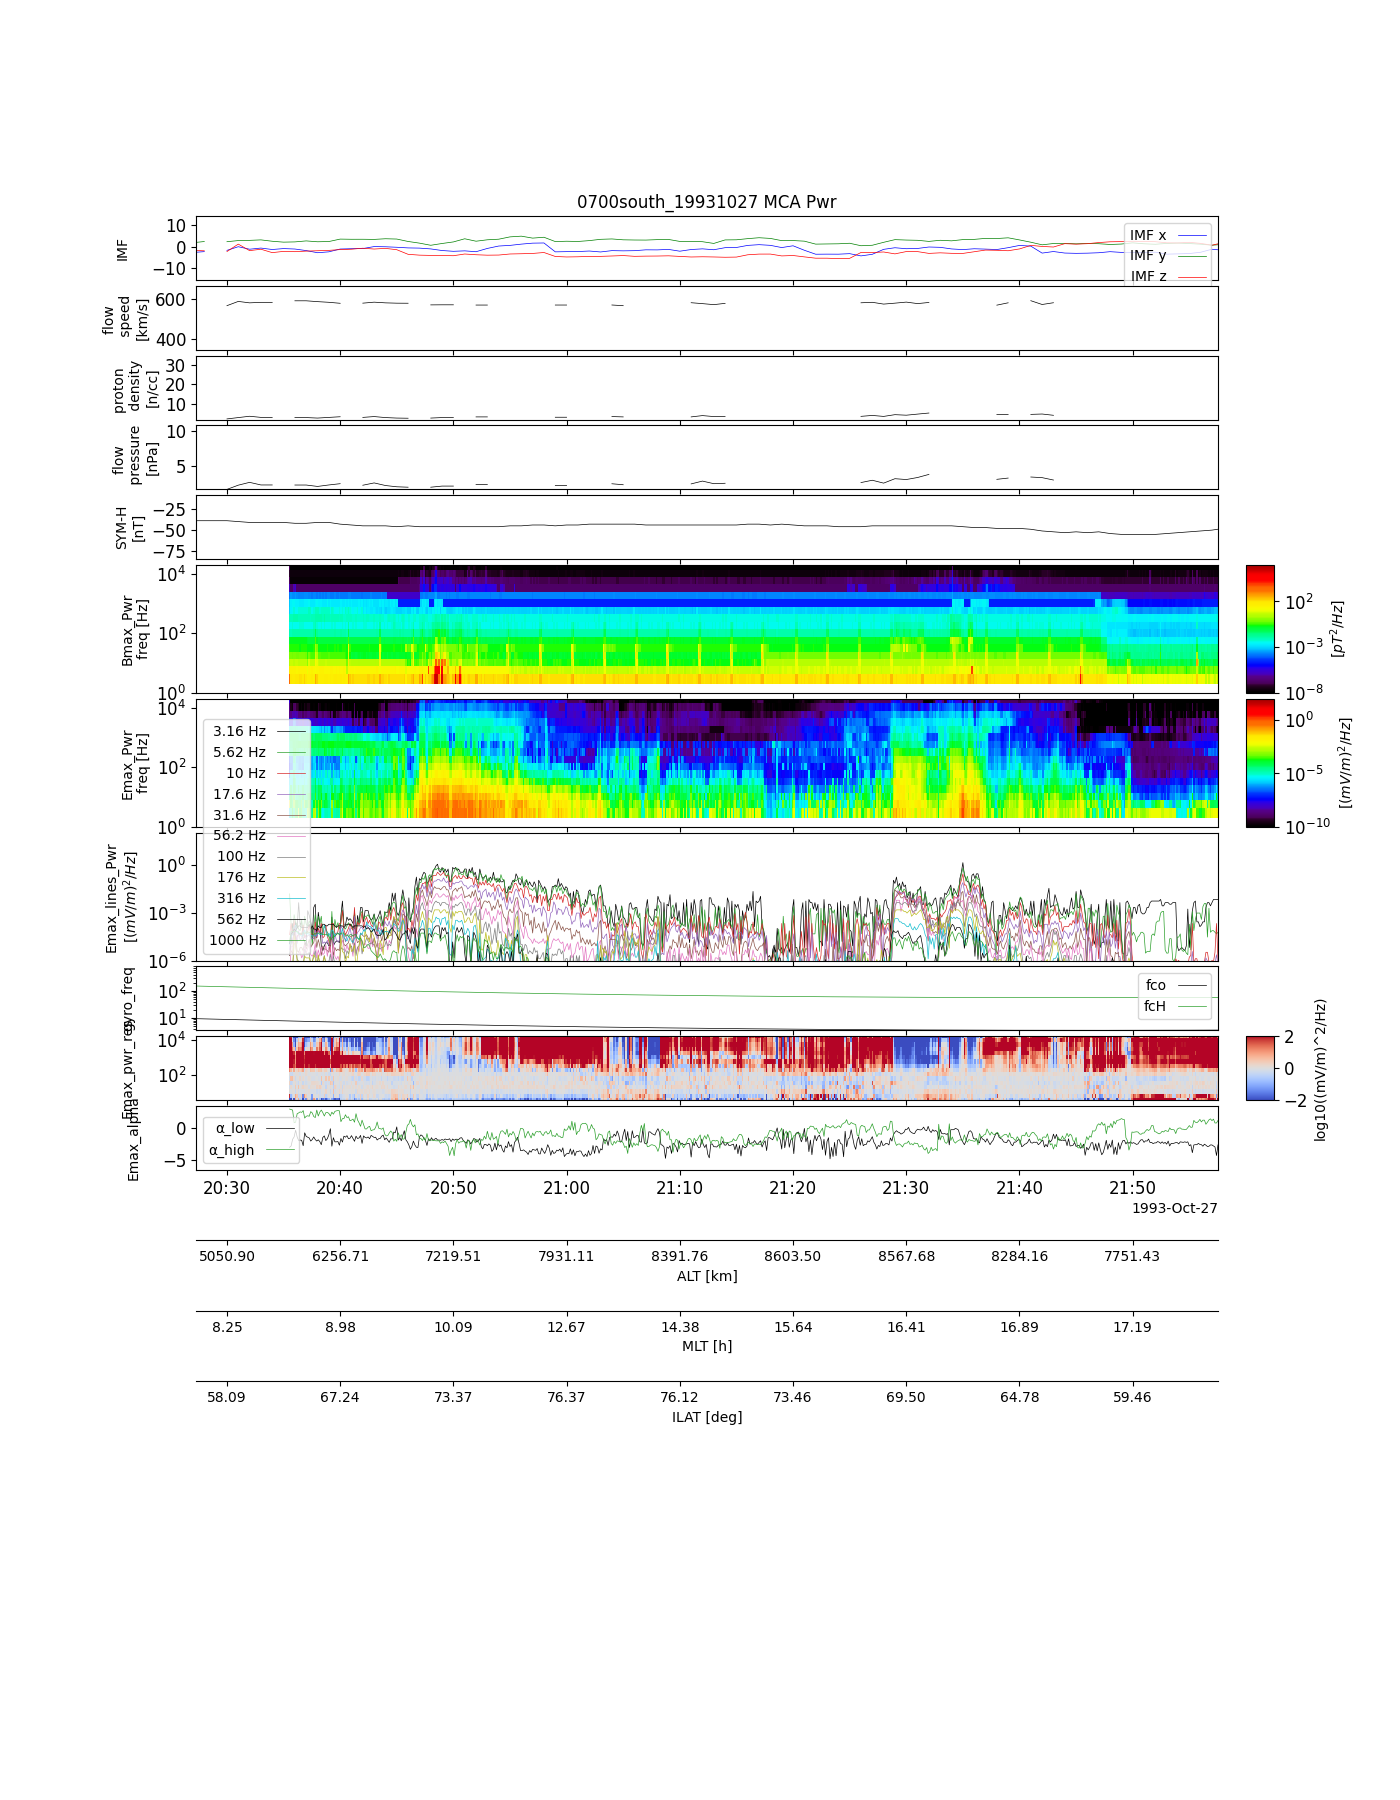 0700south_19931027 MCA Pwr
10
0
−10
IMF
IMF x
IMF y
IMF z
600
400
flow
speed
[km/s]
30
20
10
proton
density
[n/cc]
10
5
flow
pressure
[nPa]
−25
−50
−75
SYM-H
[nT]
10^4
10^2
10^0
Bmax_Pwr
freq [Hz]
10^2
10^−3
10^−8
[pT^2/Hz]
10^4
10^2
10^0
Emax_Pwr
freq [Hz]
10^0
10^−5
10^−10
[(mV/m)^2/Hz]
3.16 Hz
5.62 Hz
10 Hz
17.6 Hz
31.6 Hz
56.2 Hz
100 Hz
176 Hz
316 Hz
562 Hz
1000 Hz
10^0
10^−3
10^−6
Emax_lines_Pwr
[(mV/m)^2/Hz]
10^2
10^1
gyro_freq
fco
fcH
10^4
10^2
Emax_pwr_reg
2
0
−2
log10((mV/m)^2/Hz)
0
−5
Emax_alpha
α_low
α_high
20:30 20:40 20:50 21:00 21:10 21:20 21:30 21:40 21:50
1993-Oct-27
5050.90 6256.71 7219.51 7931.11 8391.76 8603.50 8567.68 8284.16 7751.43
ALT [km]
8.25 8.98 10.09 12.67 14.38 15.64 16.41 16.89 17.19
MLT [h]
58.09 67.24 73.37 76.37 76.12 73.46 69.50 64.78 59.46
ILAT [deg]